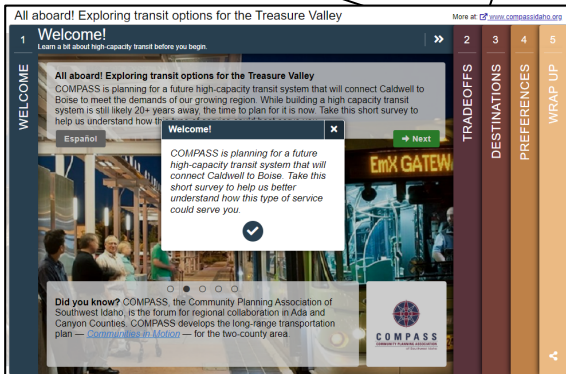 All aboard! Exploring transit options for the Treasure Valley
More at: www.compassidaho.org
1
Welcome!
Learn a bit about high-capacity transit before you begin.
»
2
3
4
5
WELCOME
TRADEOFFS
DESTINATIONS
PREFERENCES
WRAP UP
All aboard! Exploring transit options for the Treasure Valley
COMPASS is planning for a future high-capacity transit system that will connect Caldwell to
Boise to meet the demands of our growing region. While building a high capacity transit
system is still likely 20+ years away, the time to plan for it is now. Take this short survey to
help us understand how this
Español
Next
Welcome!
COMPASS is planning for a future
high-capacity transit system that will
connect Caldwell to Boise. Take this
short survey to help us better
understand how this type of service
could serve you.
EmX GATEW
Did you know? COMPASS, the Community Planning Association of
Southwest Idaho, is the forum for regional collaboration in Ada and
Canyon Counties. COMPASS develops the long-range transportation
plan — Communities in Motion — for the two-county area.
COMPASS
COMMUNITY PLANNING ASSOCIATION